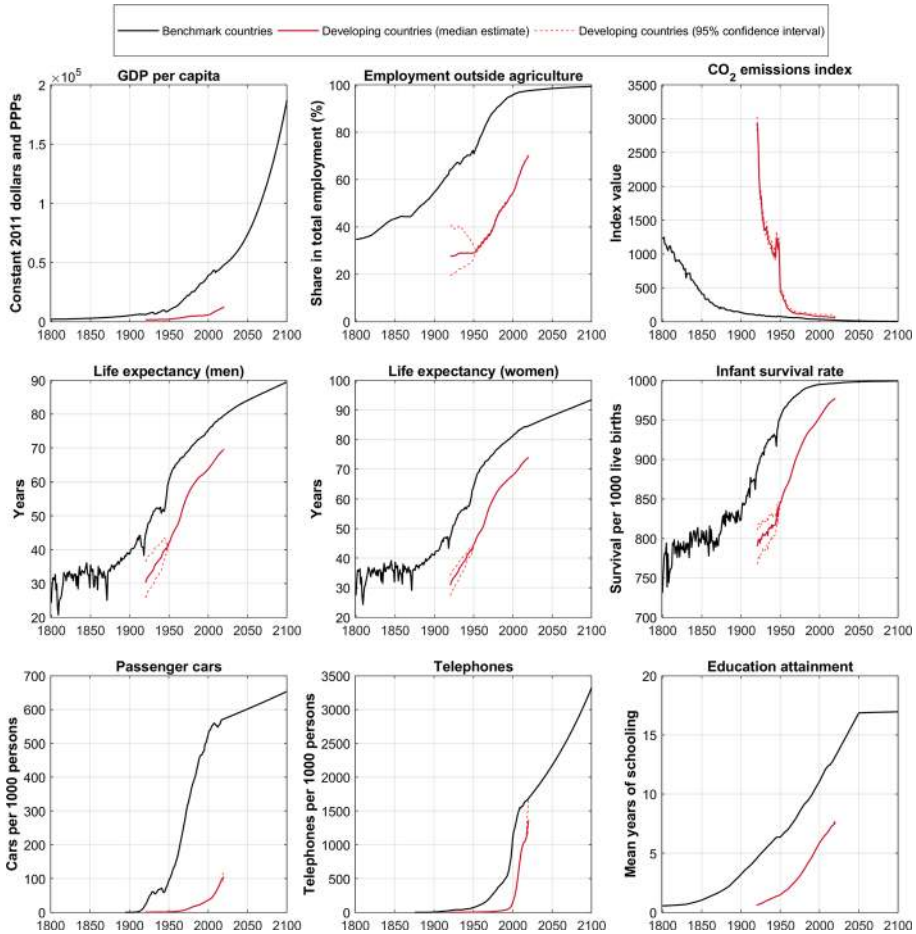 Benchmark countries Developing countries (median estimate) Developing countries (95% confidence interval)
GDP per capita
Constant 2011 dollars and PPPs
2 × 10^5
1.5
1
0.5
0
1800 1850 1900 1950 2000 2050 2100
Employment outside agriculture
Share in total employment (%)
100
80
60
40
20
0
1800 1850 1900 1950 2000 2050 2100
CO2 emissions index
Index value
3500
3000
2500
2000
1500
1000
500
0
1800 1850 1900 1950 2000 2050 2100
Life expectancy (men)
Years
90
80
70
60
50
40
30
20
1800 1850 1900 1950 2000 2050 2100
Life expectancy (women)
Years
100
90
80
70
60
50
40
30
20
1800 1850 1900 1950 2000 2050 2100
Infant survival rate
Survival per 1000 live births
1000
950
900
850
800
750
700
1800 1850 1900 1950 2000 2050 2100
Passenger cars
Cars per 1000 persons
700
600
500
400
300
200
100
0
1800 1850 1900 1950 2000 2050 2100
Telephones
Telephones per 1000 persons
3500
3000
2500
2000
1500
1000
500
0
1800 1850 1900 1950 2000 2050 2100
Education attainment
Mean years of schooling
20
15
10
5
0
1800 1850 1900 1950 2000 2050 2100